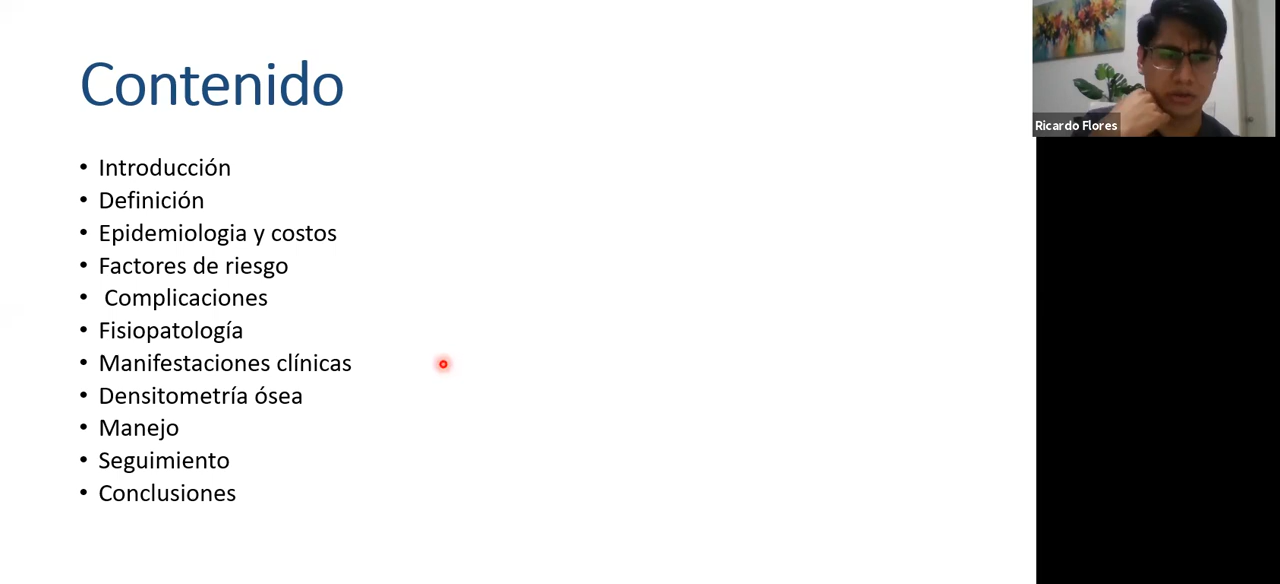 Contenido
• Introducción
• Definición
• Epidemiologia y costos
• Factores de riesgo
• Complicaciones
• Fisiopatología
• Manifestaciones clínicas
• Densitometría ósea
• Manejo
• Seguimiento
• Conclusiones
Ricardo Flores